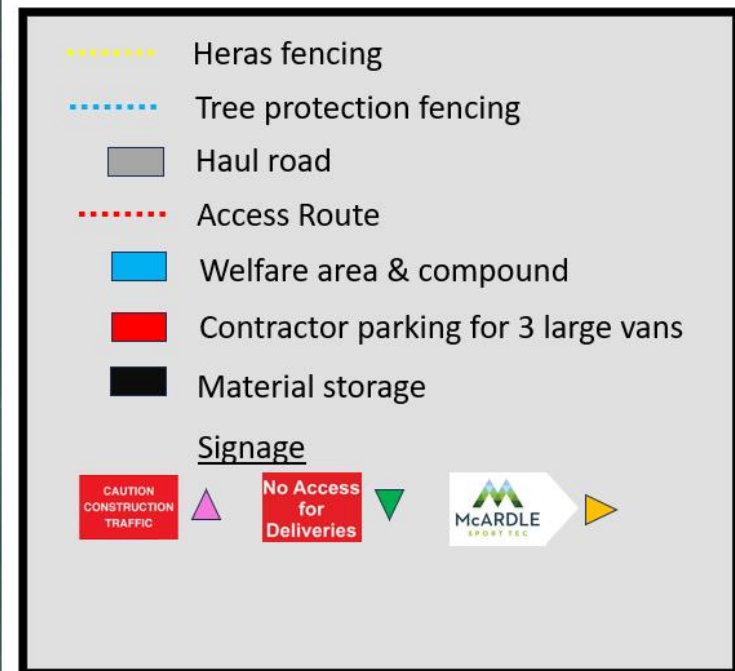 Heras fencing
Tree protection fencing
Haul road
Access Route
Welfare area & compound
Contractor parking for 3 large vans
Material storage
Signage
CAUTION
CONSTRUCTION
TRAFFIC
No Access
for
Deliveries
McARDLE
SPORT TEC